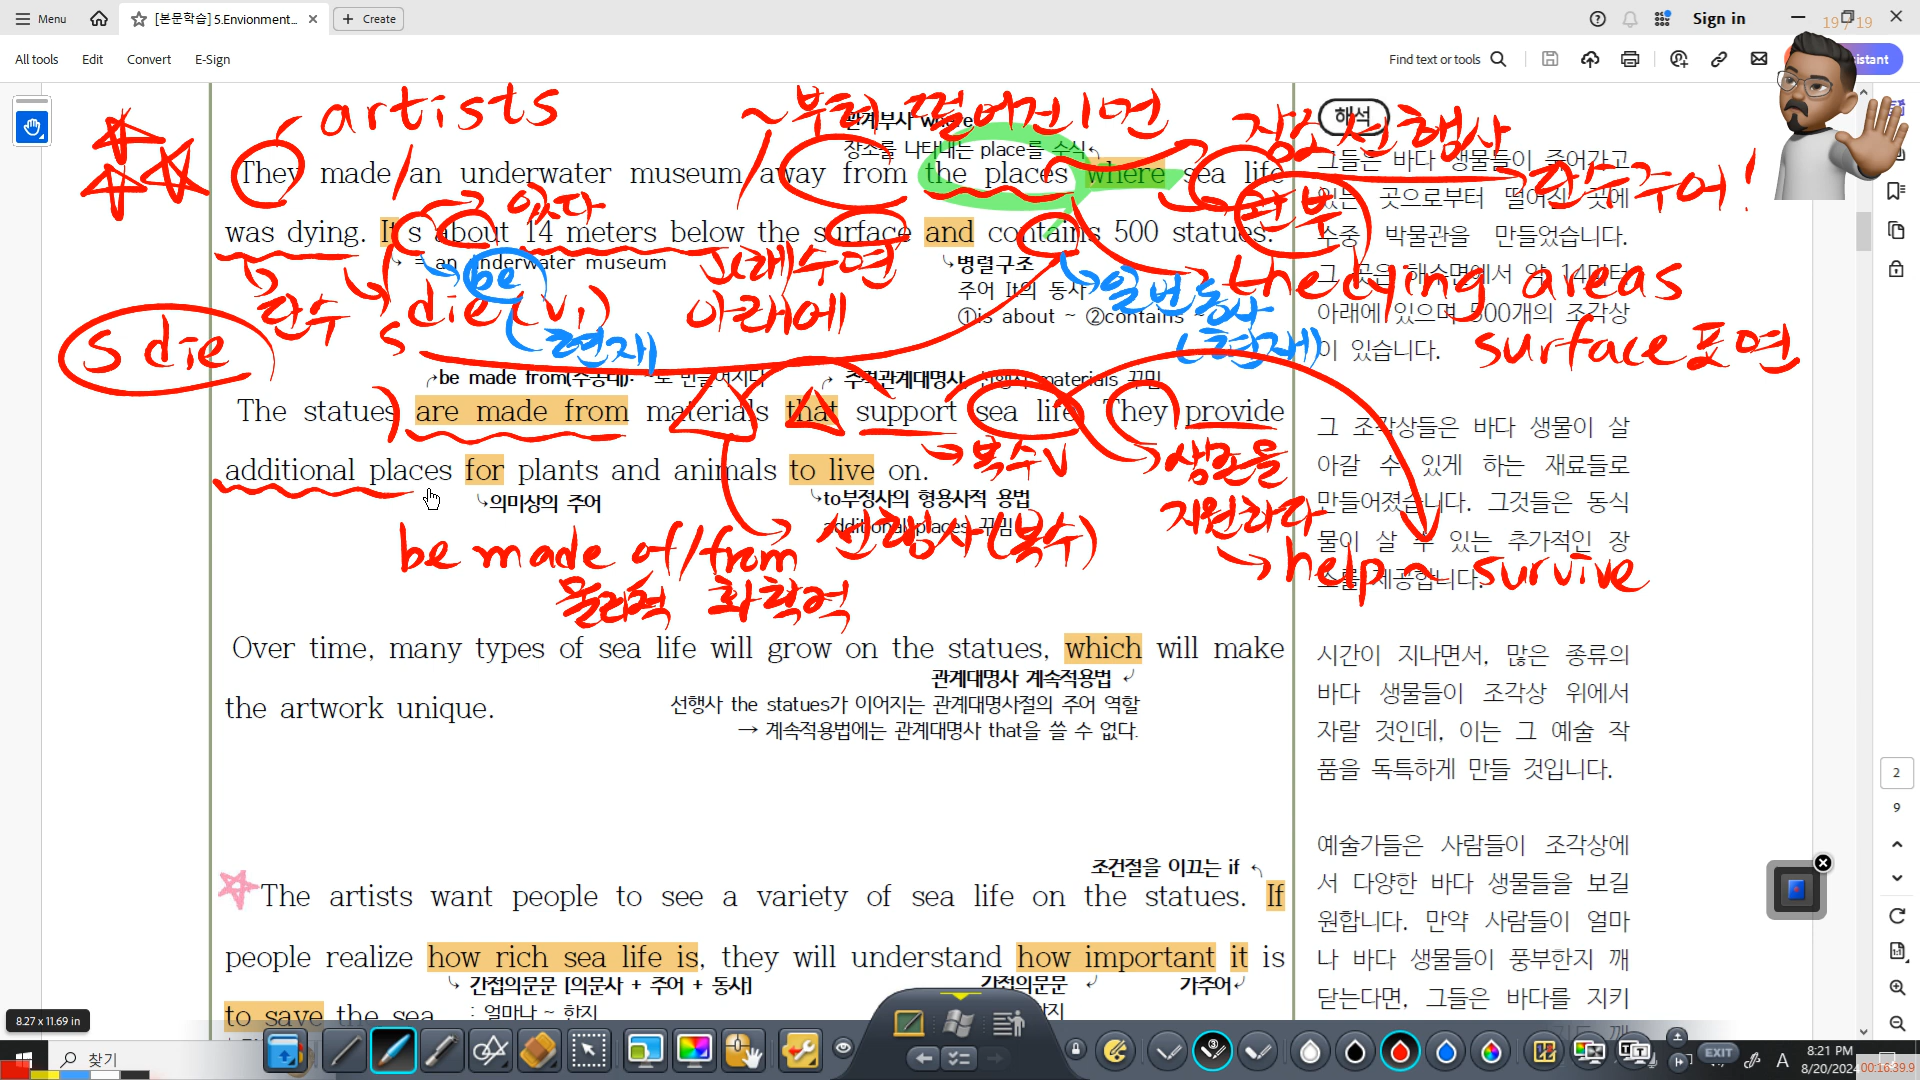 Menu
[본문학습] 5.Envionment...
Create
Sign in
19 / 19
All tools
Edit
Convert
E-Sign
Find text or tools
artists
~부터 떨어진 1면
관계부사 where
장소를 나타내는 place를 수식
장소선행사
해석
They made an underwater museum away from the places where sea life
있다
전부
단수주어!
was dying. It's about 14 meters below the surface and contains 500 statues.
= an underwater museum
be
병렬구조
주어 It의 동사
①is about ~ ②contains ~
단수
die (v1)
현재
아래에
일반동사
(현재)
the dying areas
surface 표면
s die
be made from(수동태): ~로 만들어지다
주격관계대명사, 선행사 materials 꾸밈
The statues are made from materials that support sea life. They provide
복수v
생존을
지원하다
additional places for plants and animals to live on.
의미상의 주어
to부정사의 형용사적 용법
additional places 꾸밈
선행사(복수)
be made of/from
물리적 화학적
help ~ survive
Over time, many types of sea life will grow on the statues, which will make
관계대명사 계속적용법
the artwork unique.
선행사 the statues가 이어지는 관계대명사절의 주어 역할
→ 계속적용법에는 관계대명사 that을 쓸 수 없다.
조건절을 이끄는 if
The artists want people to see a variety of sea life on the statues. If
people realize how rich sea life is, they will understand how important it is
간접의문문 [의문사 + 주어 + 동사]
간접의문문
가주어
to save the sea.
: 얼마나 ~ 한지
그들은 바다 생물들이 죽어가고
있는 곳으로부터 떨어진 곳에
수중 박물관을 만들었습니다.
그 곳은 해수면에서 약 14미터
아래에 있으며 500개의 조각상
이 있습니다.
그 조각상들은 바다 생물이 살
아갈 수 있게 하는 재료들로
만들어졌습니다. 그것들은 동식
물이 살 수 있는 추가적인 장
소를 제공합니다.
시간이 지나면서, 많은 종류의
바다 생물들이 조각상 위에서
자랄 것인데, 이는 그 예술 작
품을 독특하게 만들 것입니다.
예술가들은 사람들이 조각상에
서 다양한 바다 생물들을 보길
원합니다. 만약 사람들이 얼마
나 바다 생물들이 풍부한지 깨
닫는다면, 그들은 바다를 지키
2
9
8.27 x 11.69 in
찾기
EXIT
A
8:21 PM
8/20/2024
00:16:39.9